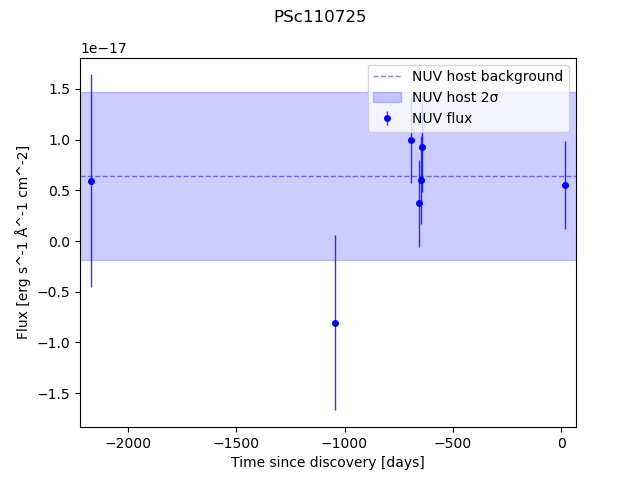 PSc110725
1e−17
NUV host background
NUV host 2σ
NUV flux
1.5
1.0
0.5
0.0
−0.5
−1.0
−1.5
Flux [erg s^-1 Å^-1 cm^-2]
−2000 −1500 −1000 −500 0
Time since discovery [days]